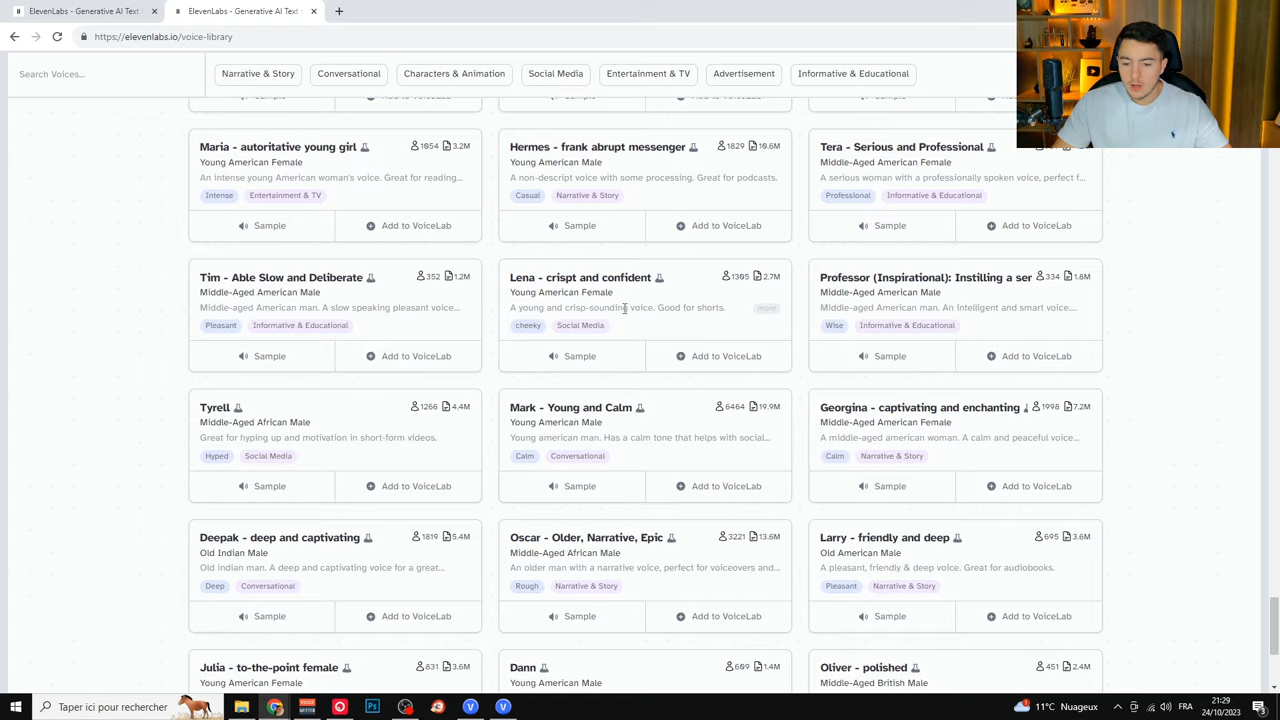 ElevenLabs - Generative AI Text
ElevenLabs - Generative AI Text
https://elevenlabs.io/voice-library
Search Voices...
Narrative & Story
Conversational
Characters & Animation
Social Media
Entertainment & TV
Advertisement
Informative & Educational
Sample
Add to VoiceLab
Sample
Add to VoiceLab
Sample
Maria - autoritative young girl
1054
3.2M
Young American Female
An intense young American woman's voice. Great for reading...
Intense
Entertainment & TV
Sample
Add to VoiceLab
Hermes - frank abrupt messenger
1829
10.6M
Young American Male
A non-descript voice with some processing. Great for podcasts.
Casual
Narrative & Story
Sample
Add to VoiceLab
Tera - Serious and Professional
Middle-Aged American Female
A serious woman with a professionally spoken voice, perfect f...
Professional
Informative & Educational
Sample
Add to VoiceLab
Tim - Able Slow and Deliberate
352
1.2M
Middle-Aged American Male
Middle-aged American man. A slow speaking pleasant voice...
Pleasant
Informative & Educational
Sample
Add to VoiceLab
Lena - crispt and confident
1305
2.7M
Young American Female
A young and crisp-sounding voice. Good for shorts.
more
cheeky
Social Media
Sample
Add to VoiceLab
Professor (Inspirational): Instilling a ser
334
1.8M
Middle-Aged American Male
Middle-aged American man. An intelligent and smart voice....
Wise
Informative & Educational
Sample
Add to VoiceLab
Tyrell
1266
4.4M
Middle-Aged African Male
Great for hyping up and motivation in short-form videos.
Hyped
Social Media
Sample
Add to VoiceLab
Mark - Young and Calm
6464
19.9M
Young American Male
Young american man. Has a calm tone that helps with social...
Calm
Conversational
Sample
Add to VoiceLab
Georgina - captivating and enchanting
1998
7.2M
Middle-Aged American Female
A middle-aged american woman. A calm and peaceful voice...
Calm
Narrative & Story
Sample
Add to VoiceLab
Deepak - deep and captivating
1819
5.4M
Old Indian Male
Old indian man. A deep and captivating voice for a great...
Deep
Conversational
Sample
Add to VoiceLab
Oscar - Older, Narrative, Epic
3221
13.6M
Middle-Aged African Male
An older man with a narrative voice, perfect for voiceovers and...
Rough
Narrative & Story
Sample
Add to VoiceLab
Larry - friendly and deep
695
3.6M
Old American Male
A pleasant, friendly & deep voice. Great for audiobooks.
Pleasant
Narrative & Story
Sample
Add to VoiceLab
Julia - to-the-point female
831
3.6M
Young American Female
Dann
609
1.4M
Young American Male
Oliver - polished
451
2.4M
Middle-Aged British Male
Taper ici pour rechercher
11°C Nuageux
FRA
21:29
24/10/2023